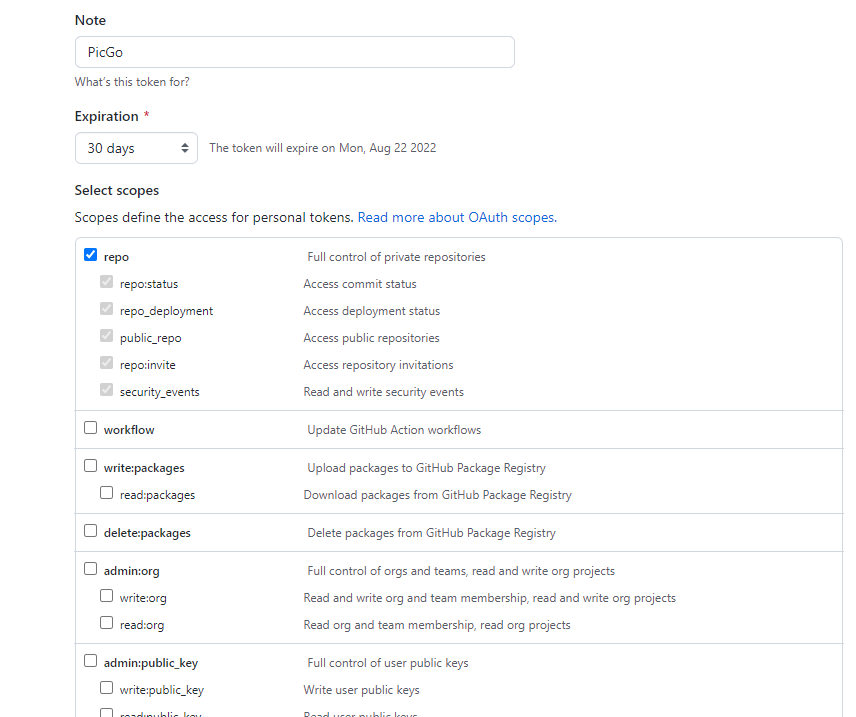 Note
PicGo
What's this token for?
Expiration *
30 days The token will expire on Mon, Aug 22 2022
Select scopes
Scopes define the access for personal tokens. Read more about OAuth scopes.
repo Full control of private repositories
repo:status Access commit status
repo_deployment Access deployment status
public_repo Access public repositories
repo:invite Access repository invitations
security_events Read and write security events
workflow Update GitHub Action workflows
write:packages Upload packages to GitHub Package Registry
read:packages Download packages from GitHub Package Registry
delete:packages Delete packages from GitHub Package Registry
admin:org Full control of orgs and teams, read and write org projects
write:org Read and write org and team membership, read and write org projects
read:org Read org and team membership, read org projects
admin:public_key Full control of user public keys
write:public_key Write user public keys
read:public_key Read user public keys